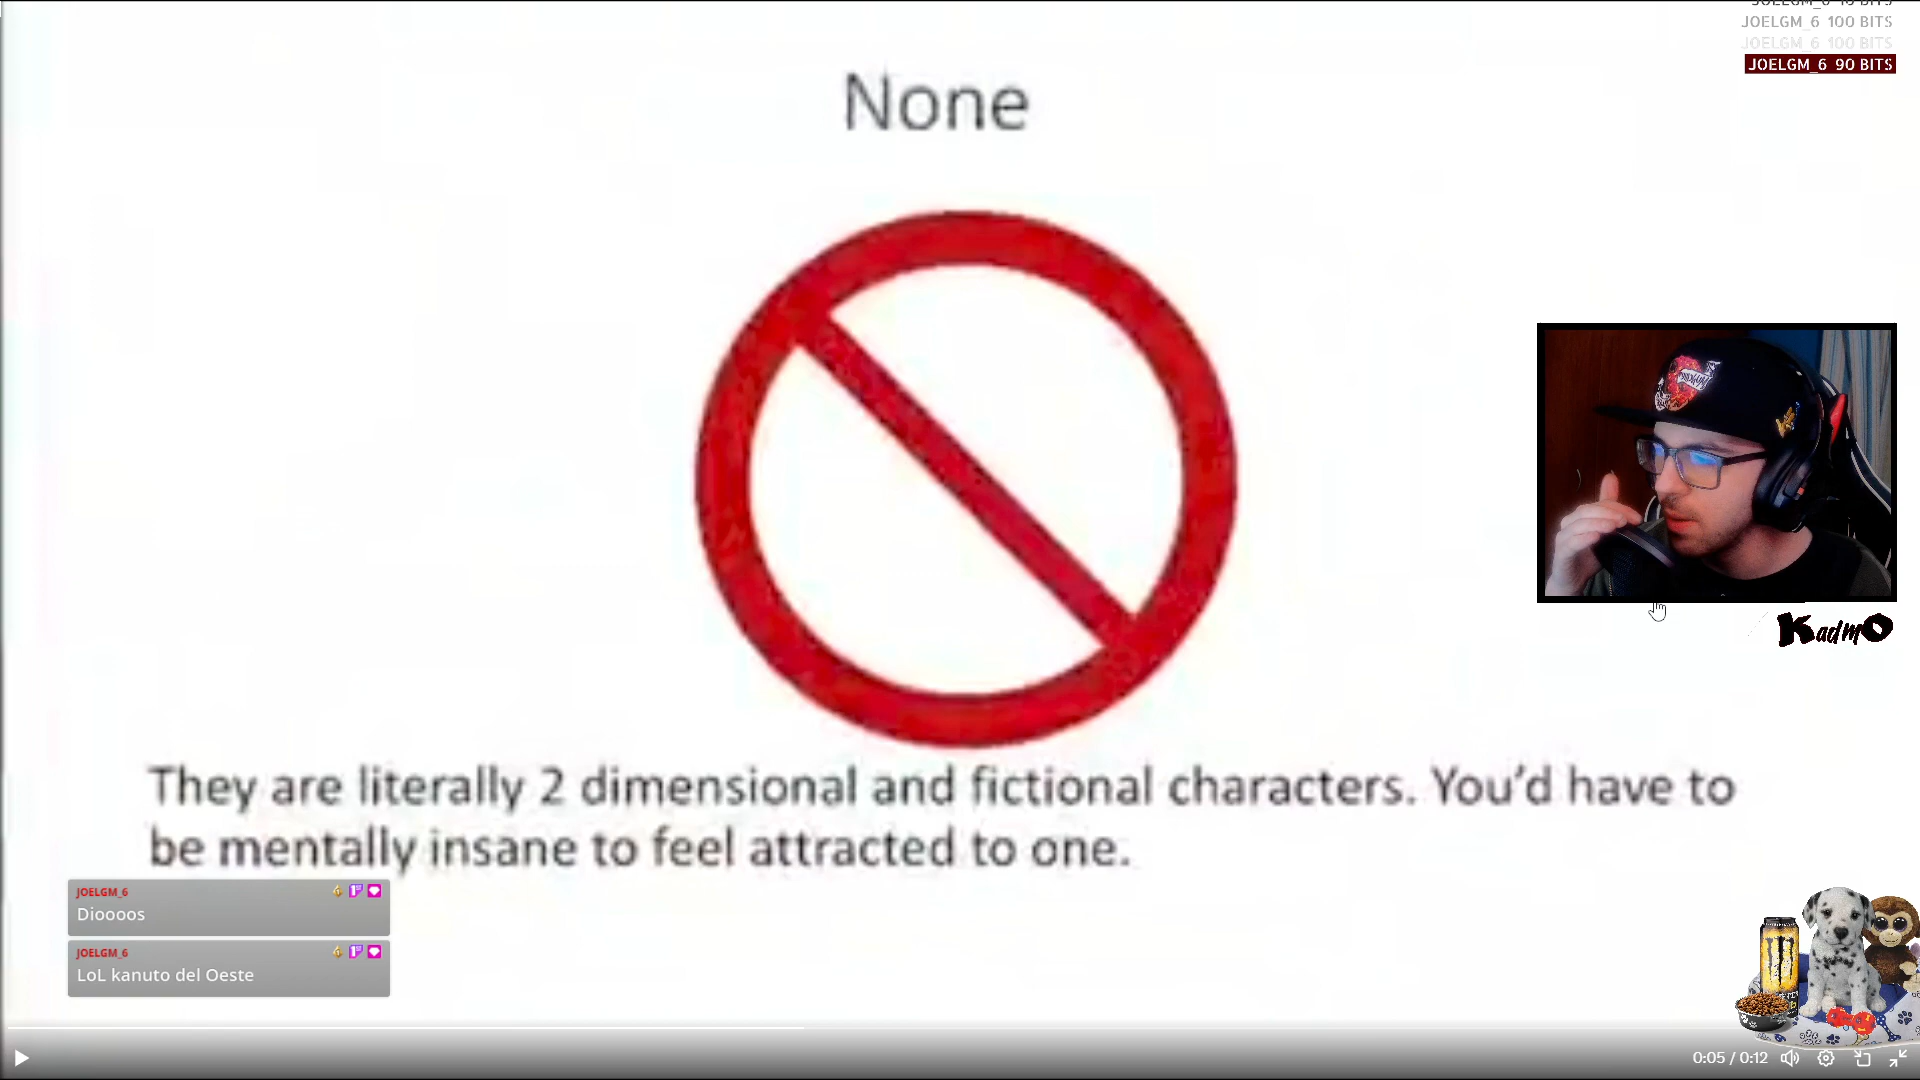 JOELGM_6 100 BITS
JOELGM_6 100 BITS
JOELGM_6 90 BITS
None
KadmO
They are literally 2 dimensional and fictional characters. You'd have to
be mentally insane to feel attracted to one.
JOELGM_6
Dioooos
JOELGM_6
LoL kanuto del Oeste
0:05 / 0:12